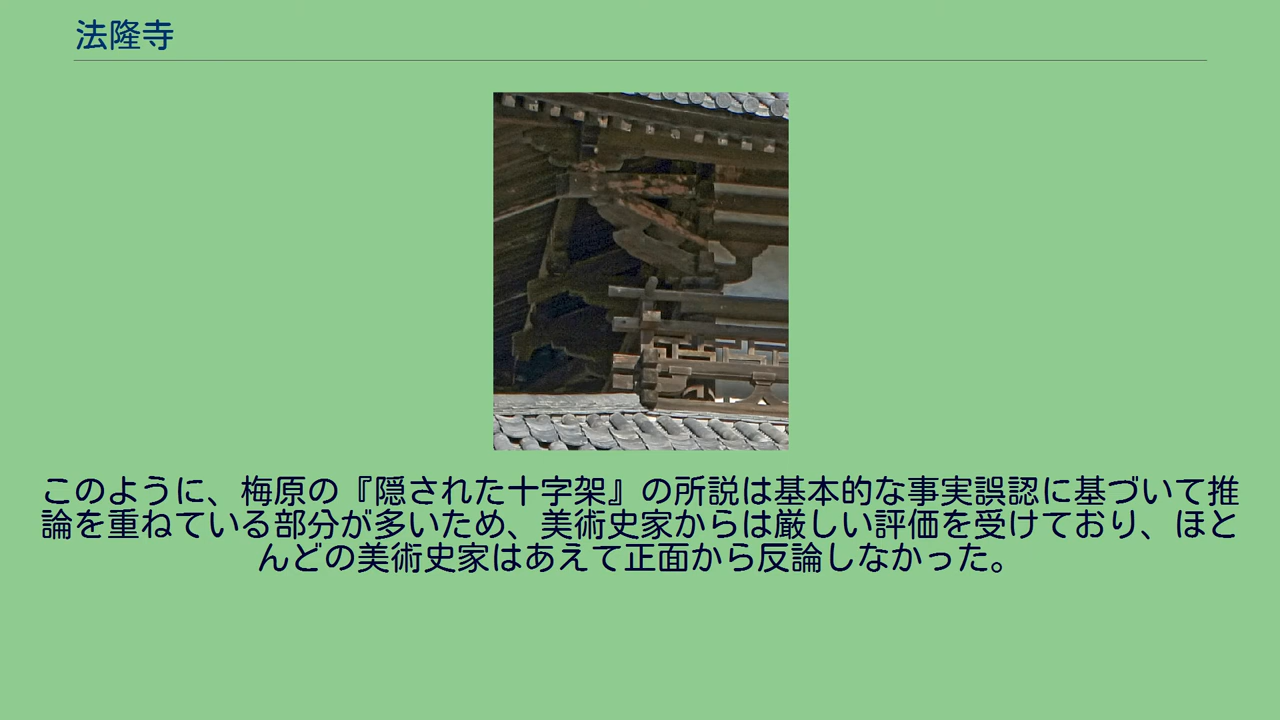 法隆寺
このように、梅原の『隠された十字架』の所説は基本的な事実誤認に基づいて推
論を重ねている部分が多いため、美術史家からは厳しい評価を受けており、ほと
んどの美術史家はあえて正面から反論しなかった。